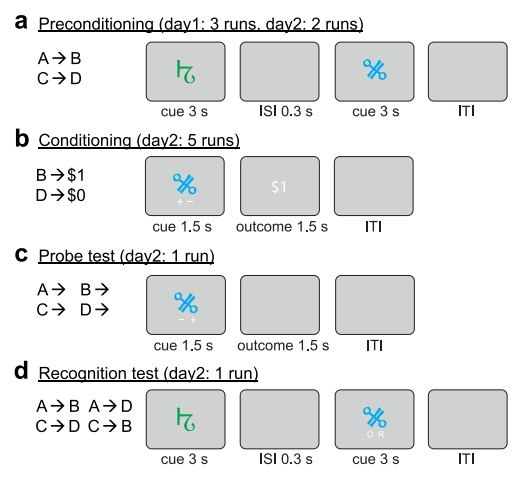 a Preconditioning (day1: 3 runs, day2: 2 runs)
A → B
C → D
cue 3 s ISI 0.3 s cue 3 s ITI
b Conditioning (day2: 5 runs)
B → $1
D → $0
+ − $1
cue 1.5 s outcome 1.5 s ITI
c Probe test (day2: 1 run)
A → B →
C → D →
− +
cue 1.5 s outcome 1.5 s ITI
d Recognition test (day2: 1 run)
A → B A → D
C → D C → B
O R
cue 3 s ISI 0.3 s cue 3 s ITI